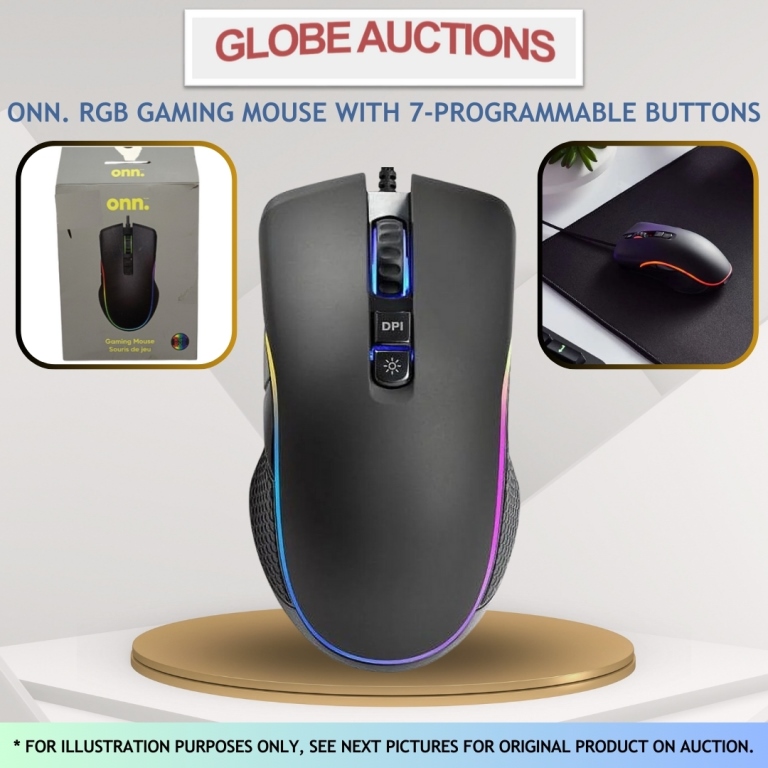 GLOBE AUCTIONS
ONN. RGB GAMING MOUSE WITH 7-PROGRAMMABLE BUTTONS
onn.
onn.
Gaming Mouse
Souris de jeu
DPI
* FOR ILLUSTRATION PURPOSES ONLY, SEE NEXT PICTURES FOR ORIGINAL PRODUCT ON AUCTION.